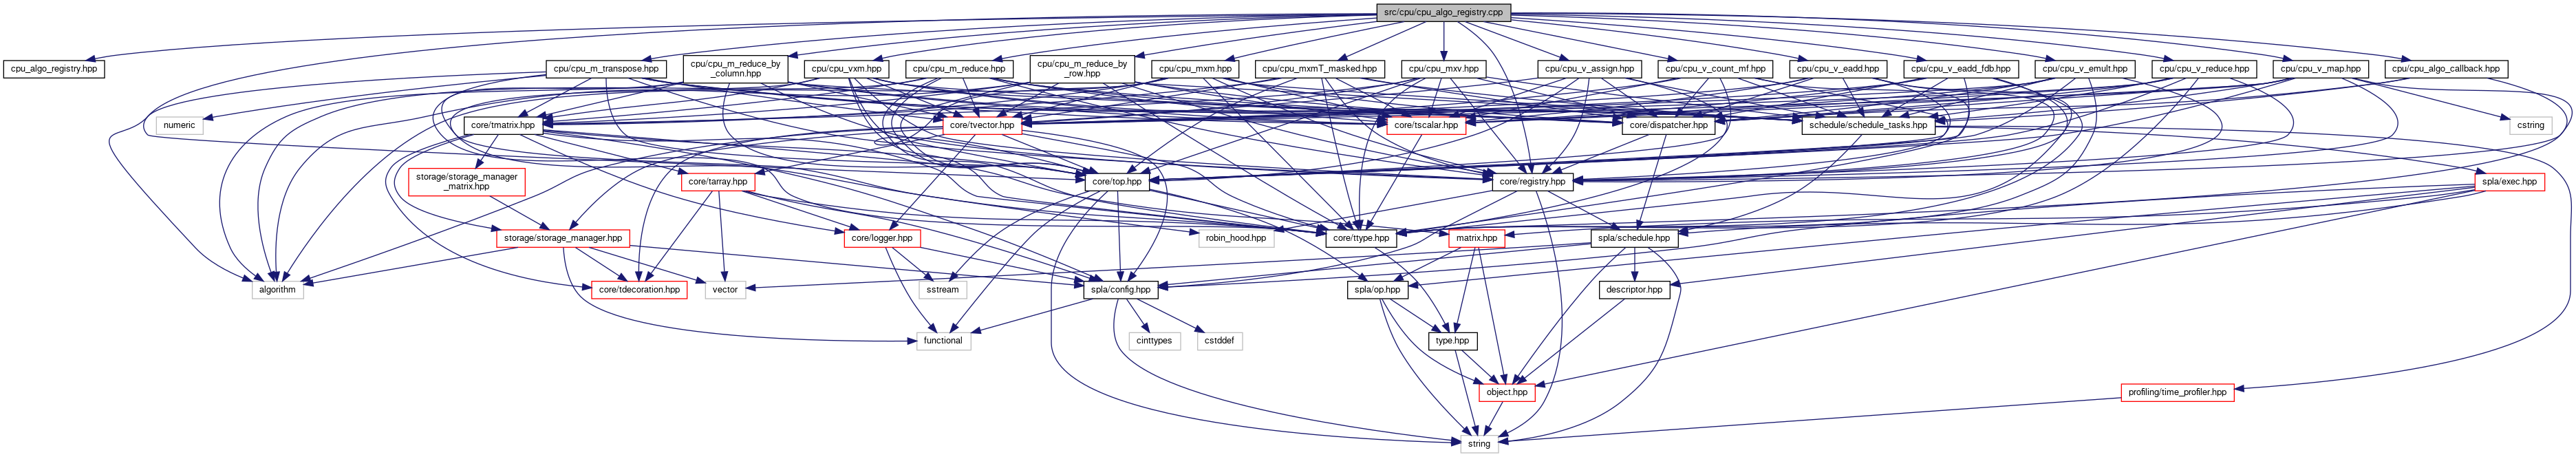 src/cpu/cpu_algo_registry.cpp
cpu_algo_registry.hpp
cpu/cpu_m_transpose.hpp
cpu/cpu_m_reduce_by
_column.hpp
cpu/cpu_vxm.hpp
cpu/cpu_m_reduce.hpp
cpu/cpu_m_reduce_by
_row.hpp
cpu/cpu_mxm.hpp
cpu/cpu_mxmT_masked.hpp
cpu/cpu_mxv.hpp
cpu/cpu_v_assign.hpp
cpu/cpu_v_count_mf.hpp
cpu/cpu_v_eadd.hpp
cpu/cpu_v_eadd_fdb.hpp
cpu/cpu_v_emult.hpp
cpu/cpu_v_reduce.hpp
cpu/cpu_v_map.hpp
cpu/cpu_algo_callback.hpp
numeric
core/tmatrix.hpp
core/tvector.hpp
core/tscalar.hpp
core/dispatcher.hpp
schedule/schedule_tasks.hpp
cstring
storage/storage_manager
_matrix.hpp
core/tarray.hpp
core/top.hpp
core/registry.hpp
spla/exec.hpp
storage/storage_manager.hpp
core/logger.hpp
robin_hood.hpp
core/ttype.hpp
matrix.hpp
spla/schedule.hpp
algorithm
core/tdecoration.hpp
vector
sstream
spla/config.hpp
spla/op.hpp
descriptor.hpp
functional
cinttypes
cstddef
type.hpp
object.hpp
profiling/time_profiler.hpp
string